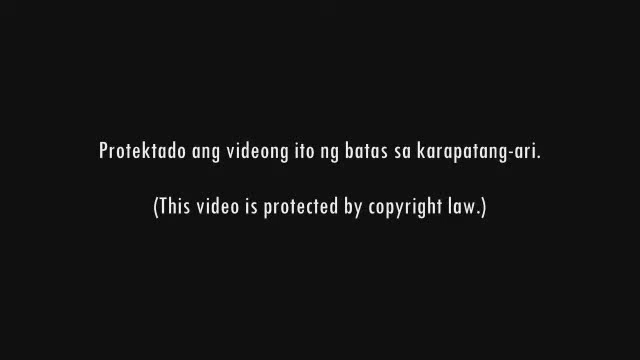 Protektado ang videong ito ng batas sa karapatang-ari.
(This video is protected by copyright law.)